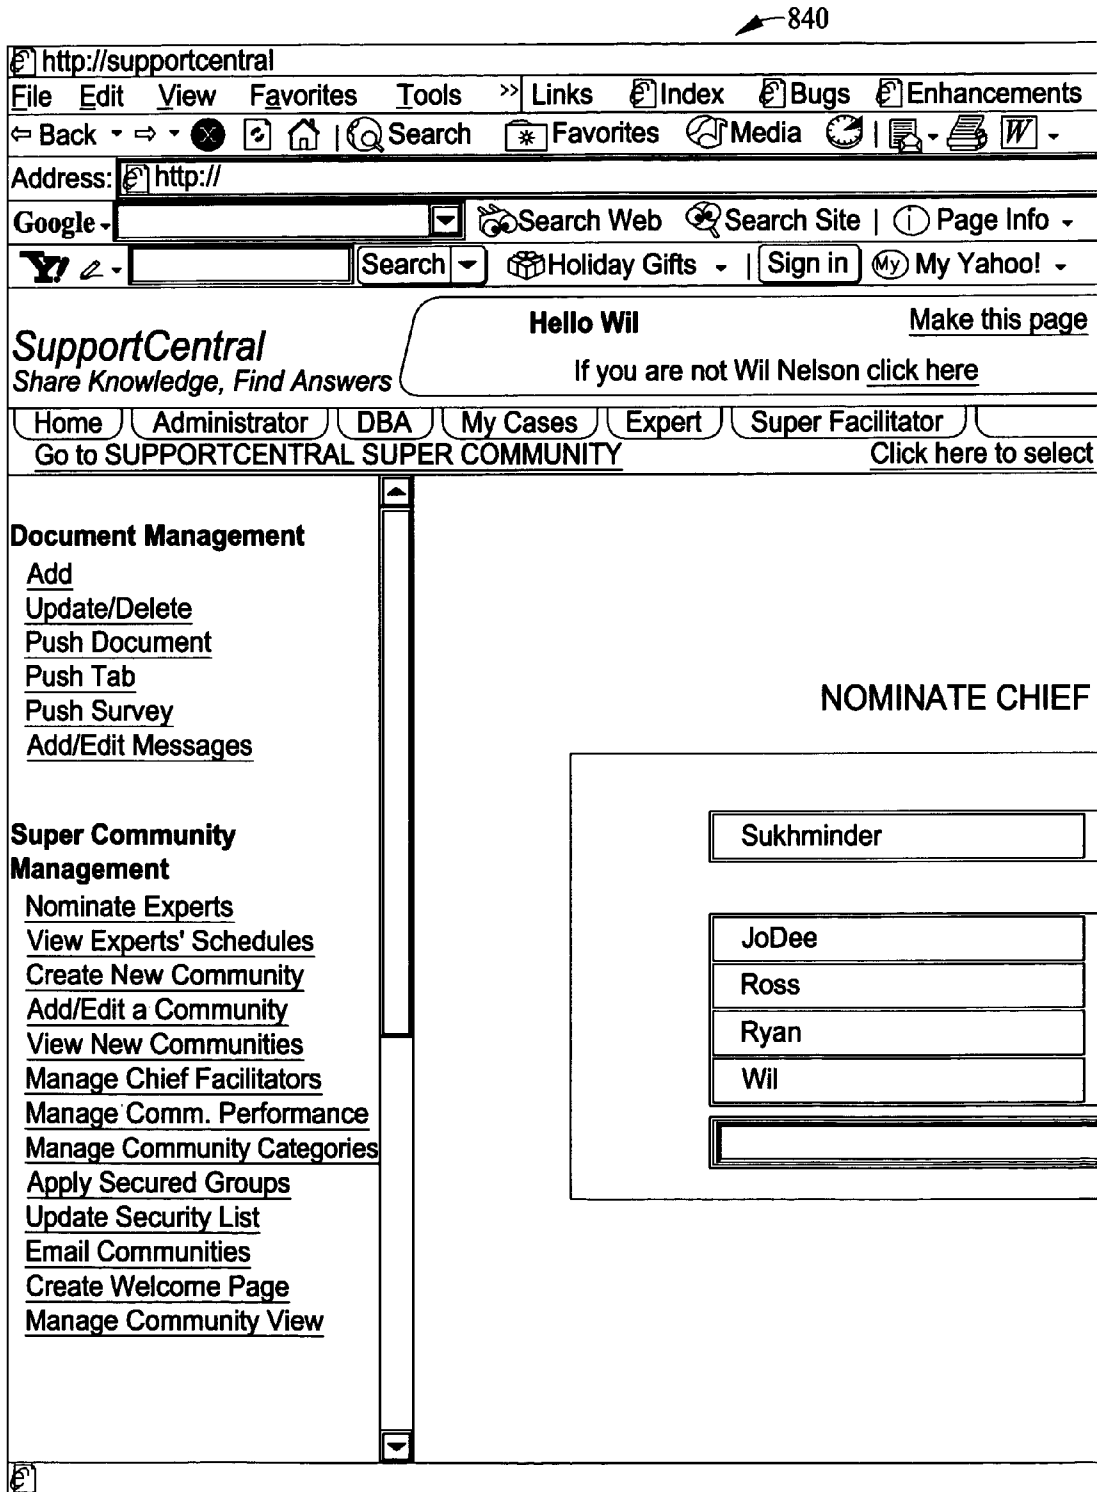 840
http://supportcentral
File Edit View Favorites Tools >> Links Index Bugs Enhancements
Back Search Favorites Media W
Address: http://
Google Search Web Search Site | i Page Info
Y! Search Holiday Gifts | Sign in My My Yahoo!
Hello Wil Make this page
SupportCentral
Share Knowledge, Find Answers
If you are not Wil Nelson click here
Home Administrator DBA My Cases Expert Super Facilitator
Go to SUPPORTCENTRAL SUPER COMMUNITY Click here to select
Document Management
Add
Update/Delete
Push Document
Push Tab
Push Survey
Add/Edit Messages
Super Community
Management
Nominate Experts
View Experts' Schedules
Create New Community
Add/Edit a Community
View New Communities
Manage Chief Facilitators
Manage Comm. Performance
Manage Community Categories
Apply Secured Groups
Update Security List
Email Communities
Create Welcome Page
Manage Community View
NOMINATE CHIEF
Sukhminder
JoDee
Ross
Ryan
Wil